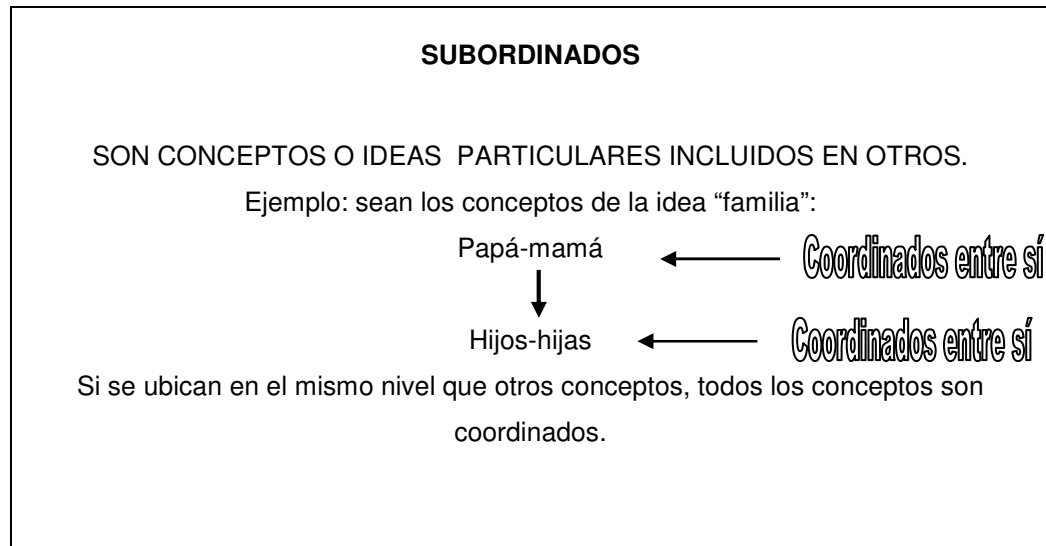 SUBORDINADOS
SON CONCEPTOS O IDEAS  PARTICULARES INCLUIDOS EN OTROS.
Ejemplo: sean los conceptos de la idea “familia”:
Papá-mamá
Coordinados entre sí
Hijos-hijas
Coordinados entre sí
Si se ubican en el mismo nivel que otros conceptos, todos los conceptos son
coordinados.